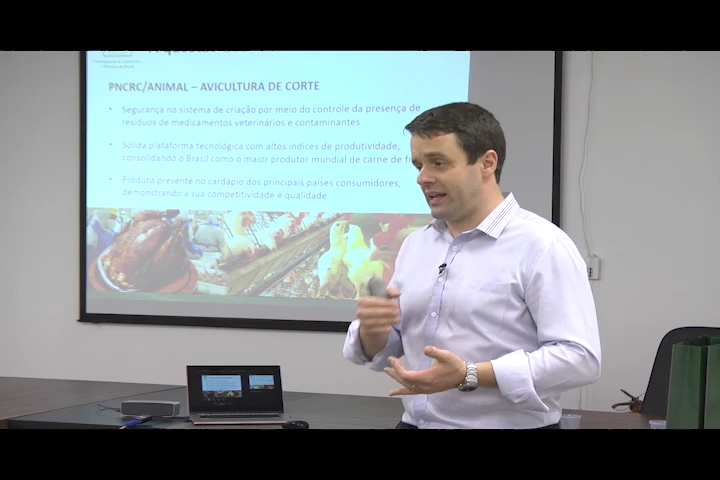 PNCRC/ANIMAL – AVICULTURA DE CORTE
• Segurança no sistema de criação por meio do controle da presença de
resíduos de medicamentos veterinários e contaminantes
• Solida plataforma tecnológica com altos indices de produtividade,
consolidando o Brasil como o maior produtor mundial de carne de
• Produto presente no cardápio dos principais países consumidores,
demonstrando a sua competitividade e qualidade